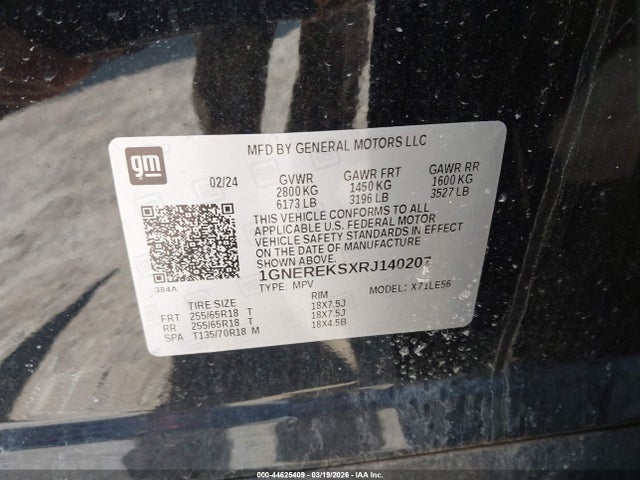 gm
MFD BY GENERAL MOTORS LLC
02/24 GVWR GAWR FRT GAWR RR
2800 KG 1450 KG 1600 KG
6173 LB 3196 LB 3527 LB
THIS VEHICLE CONFORMS TO ALL
APPLICABLE U.S. FEDERAL MOTOR
VEHICLE SAFETY STANDARDS IN EFFECT
ON THE DATE OF MANUFACTURE
SHOWN ABOVE.
1GNEREKSXRJ140207
384A
TYPE: MPV MODEL: X71LE56
TIRE SIZE RIM
FRT 255/65R18 T 18X7.5J
RR 255/65R18 T 18X7.5J
SPA T135/70R18 M 18X4.5B
000-44625409 - 03/19/2026 - IAA Inc.